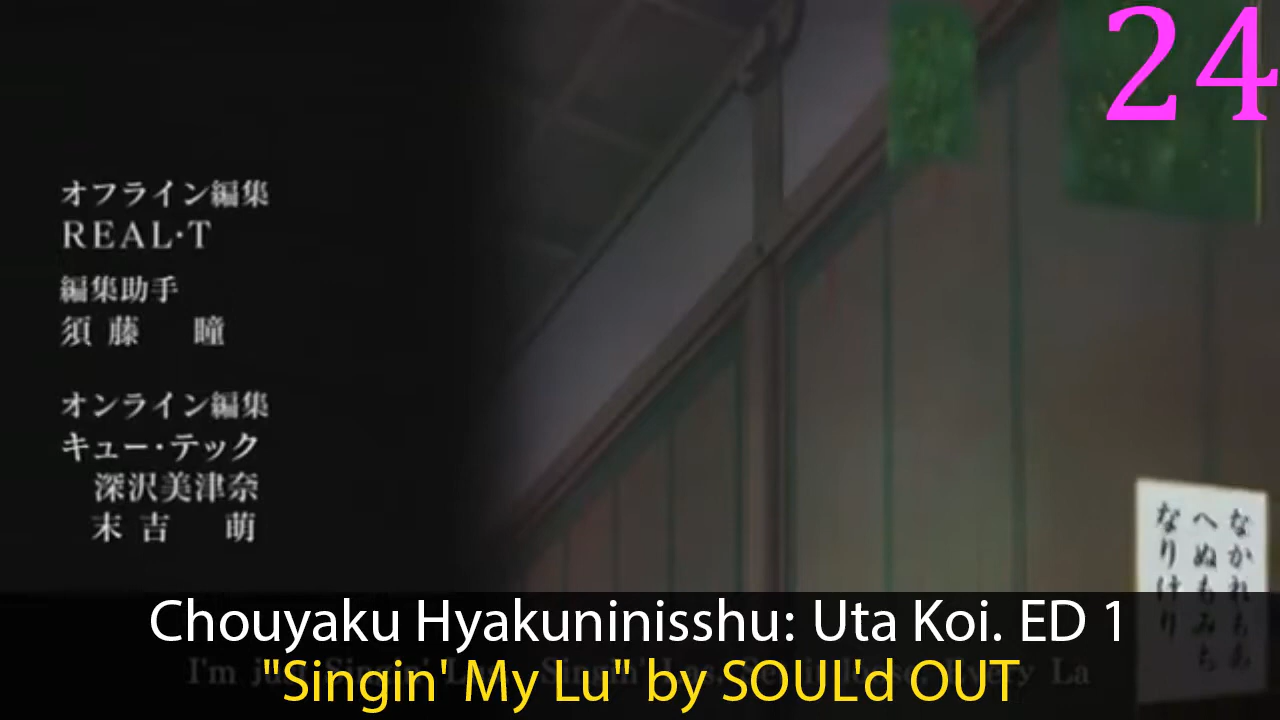 24
オフライン編集
REAL·T
編集助手
須藤 瞳
オンライン編集
キュー·テック
深沢美津奈
末吉 萌
なかれもあ
へぬもみち
なりけり
Chouyaku Hyakuninisshu: Uta Koi. ED 1
"Singin' My Lu" by SOUL'd OUT
I'm
La